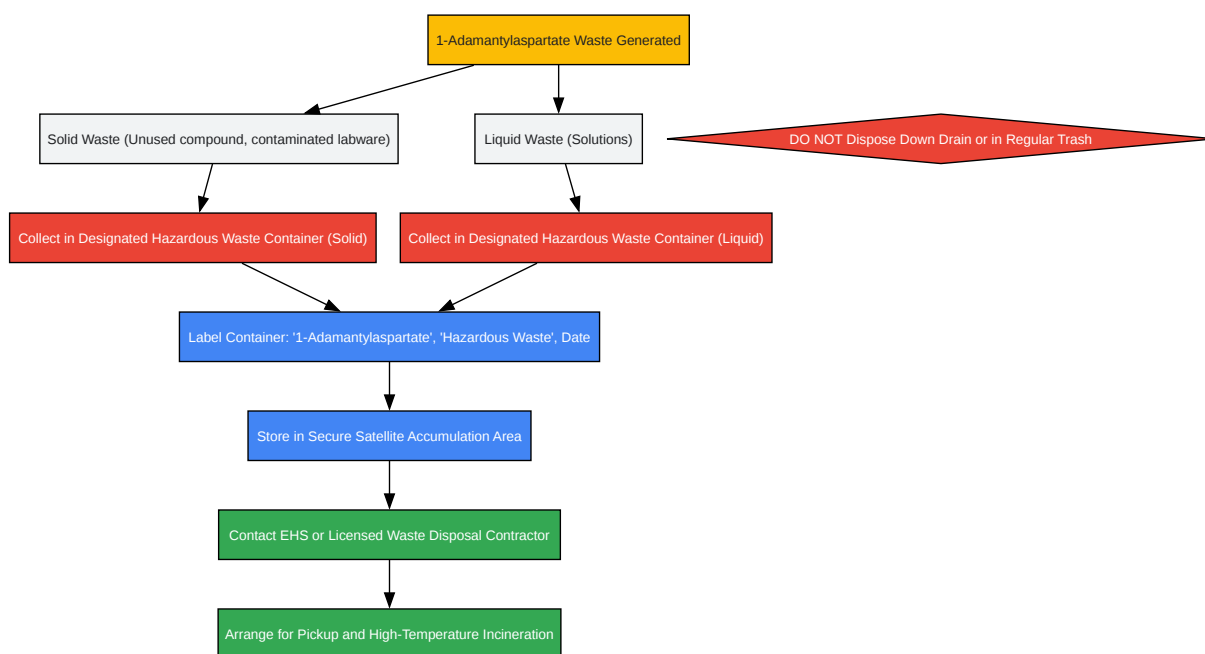 1-Adamantylaspartate Waste Generated
Solid Waste (Unused compound, contaminated labware)
Liquid Waste (Solutions)
DO NOT Dispose Down Drain or in Regular Trash
Collect in Designated Hazardous Waste Container (Solid)
Collect in Designated Hazardous Waste Container (Liquid)
Label Container: '1-Adamantylaspartate', 'Hazardous Waste', Date
Store in Secure Satellite Accumulation Area
Contact EHS or Licensed Waste Disposal Contractor
Arrange for Pickup and High-Temperature Incineration